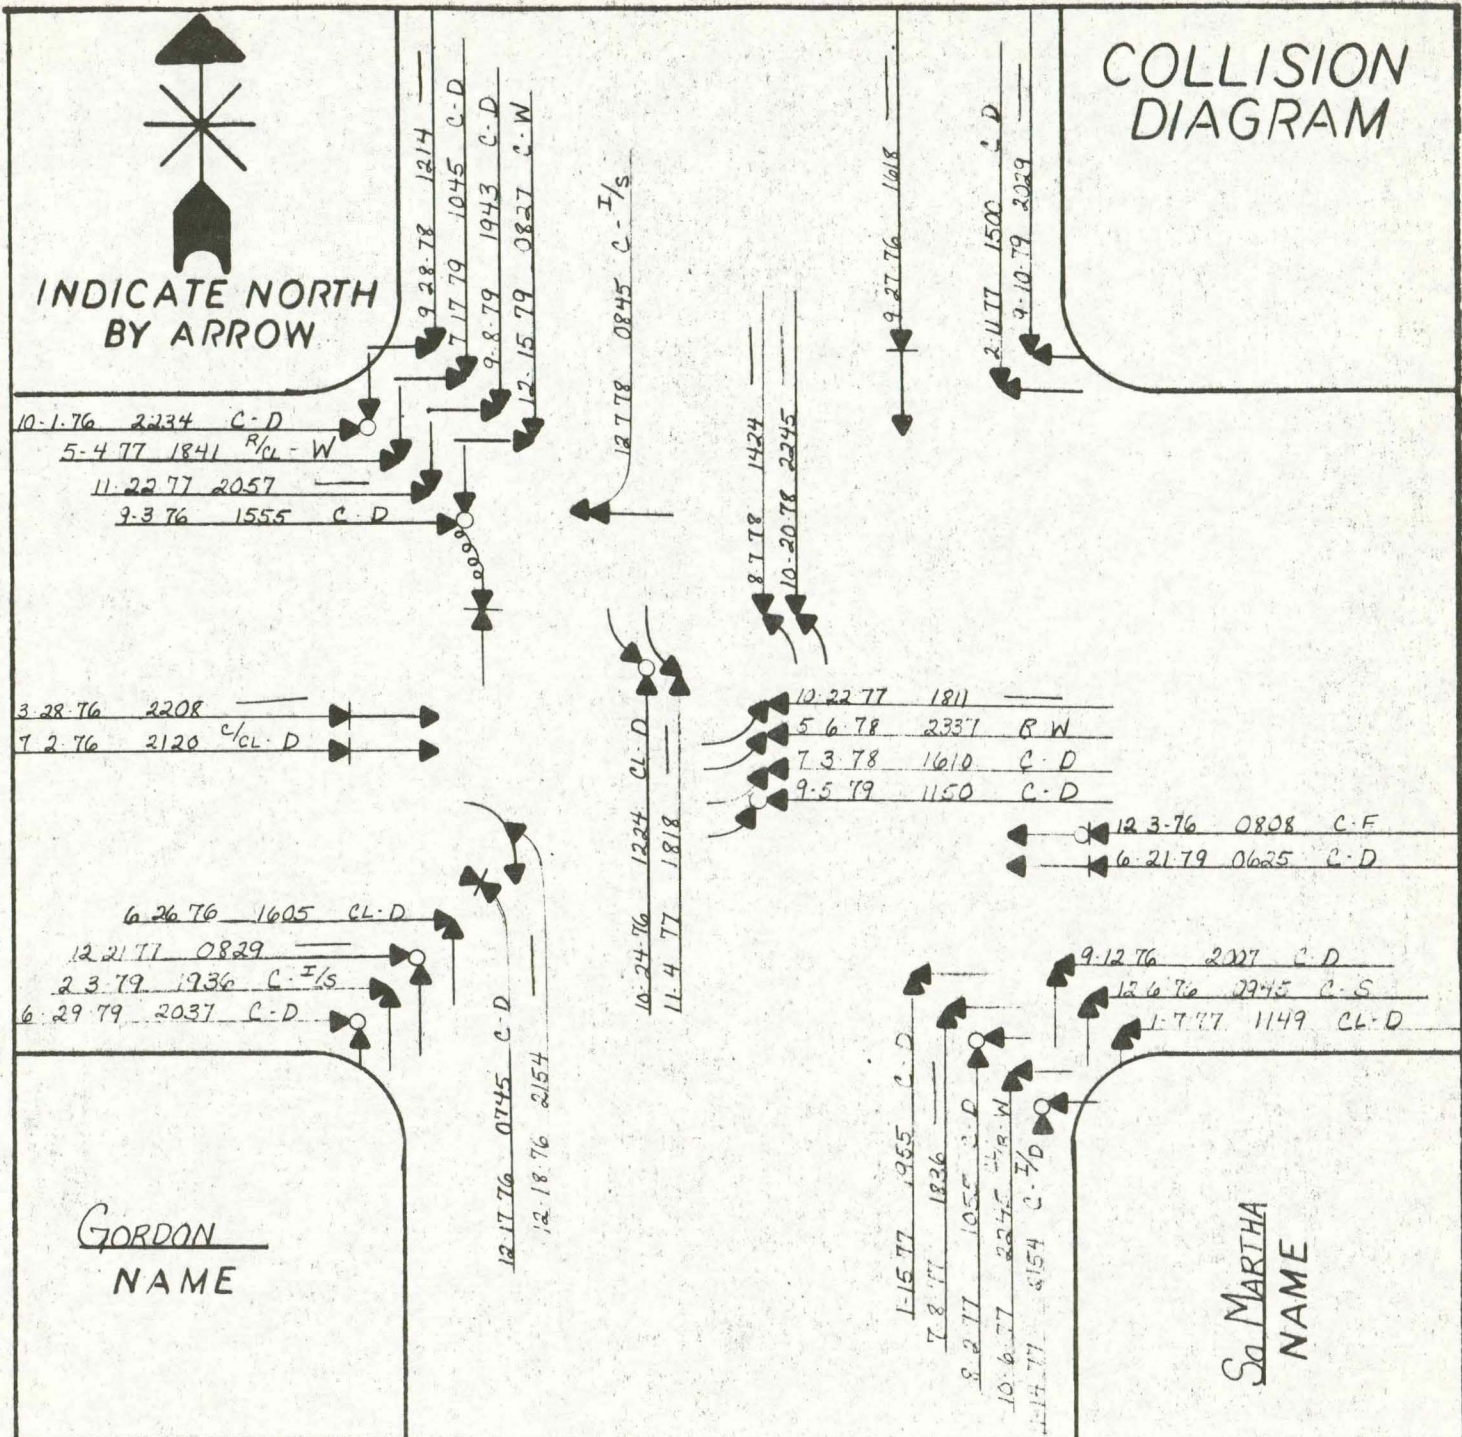 COLLISION
DIAGRAM
INDICATE NORTH
BY ARROW
9-28-78 1214 —
7-17-79 1045 C-D
9-8-79 1943 C-D
12-15-79 0827 C-W
12-7-78 0845 C-I/S
9-27-76 1618 —
2-11-77 1500 C-D
9-10-79 2029 —
10-1-76 2234 C-D
5-4-77 1841 R/CL-W
11-22-77 2057 —
9-3-76 1555 C-D
8-7-78 1424 —
10-20-78 2245 —
3-28-76 2208 —
7-2-76 2120 C/CL-D
10-22-77 1811 —
5-6-78 2337 R-W
7-3-78 1610 C-D
9-5-79 1150 C-D
12-3-76 0808 C-F
6-21-79 0625 C-D
10-24-76 1224 CL-D
11-4-77 1818 —
6-26-76 1605 CL-D
12-21-77 0829 —
2-3-79 1936 C-I/S
6-29-79 2037 C-D
12-17-76 0745 C-D
12-18-76 2154 —
9-12-76 2007 C-D
12-6-76 0945 C-S
1-7-77 1149 CL-D
1-15-77 1955 C-D
7-8-77 1836 —
8-2-77 1055 C-D
10-6-77 2245
2154 C-I/D
GORDON
NAME
So MARTHA
NAME